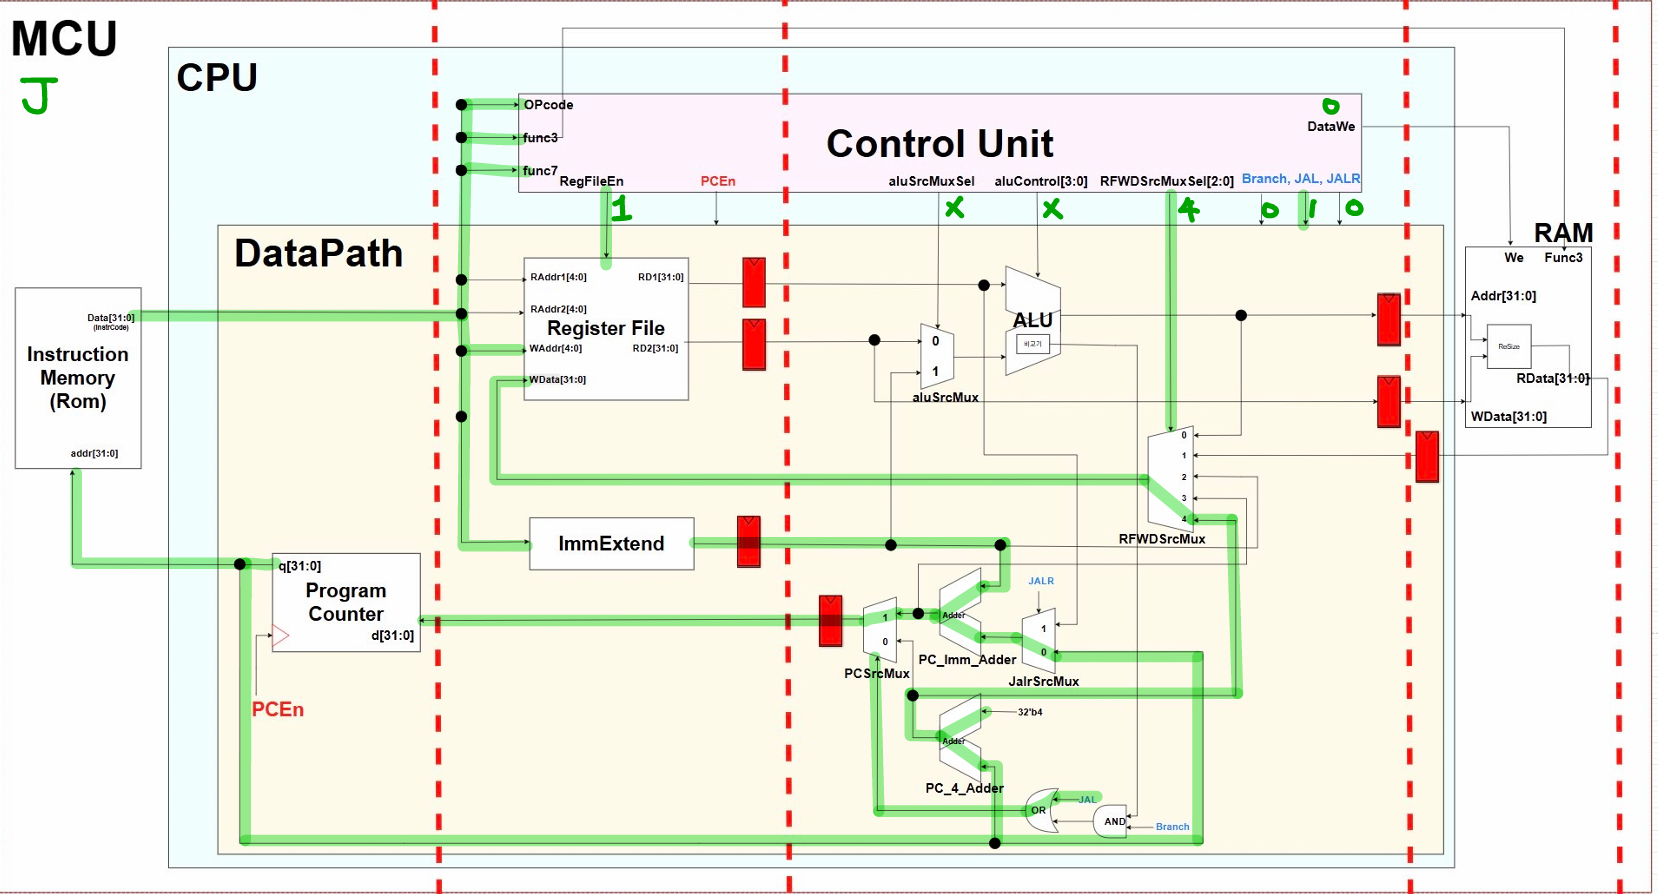 MCU
J
CPU
OPcode
func3
func7
Control Unit
0
DataWe
RegFileEn
PCEn
aluSrcMuxSel
aluControl[3:0]
RFWDSrcMuxSel[2:0]
Branch, JAL, JALR
1
X
X
4
0
1
0
DataPath
RAM
We
Func3
Addr[31:0]
ReSize
RData[31:0]
WData[31:0]
Data[31:0]
(InstrCode)
Instruction
Memory
(Rom)
addr[31:0]
RAddr1[4:0]
RD1[31:0]
RAddr2[4:0]
Register File
WAddr[4:0]
RD2[31:0]
WData[31:0]
0
1
aluSrcMux
ALU
비교기
0
1
2
3
4
RFWDSrcMux
ImmExtend
q[31:0]
Program
Counter
d[31:0]
PCEn
1
0
PCSrcMux
Adder
PC_Imm_Adder
JALR
1
0
JalrSrcMux
32'b4
Adder
PC_4_Adder
OR
JAL
AND
Branch